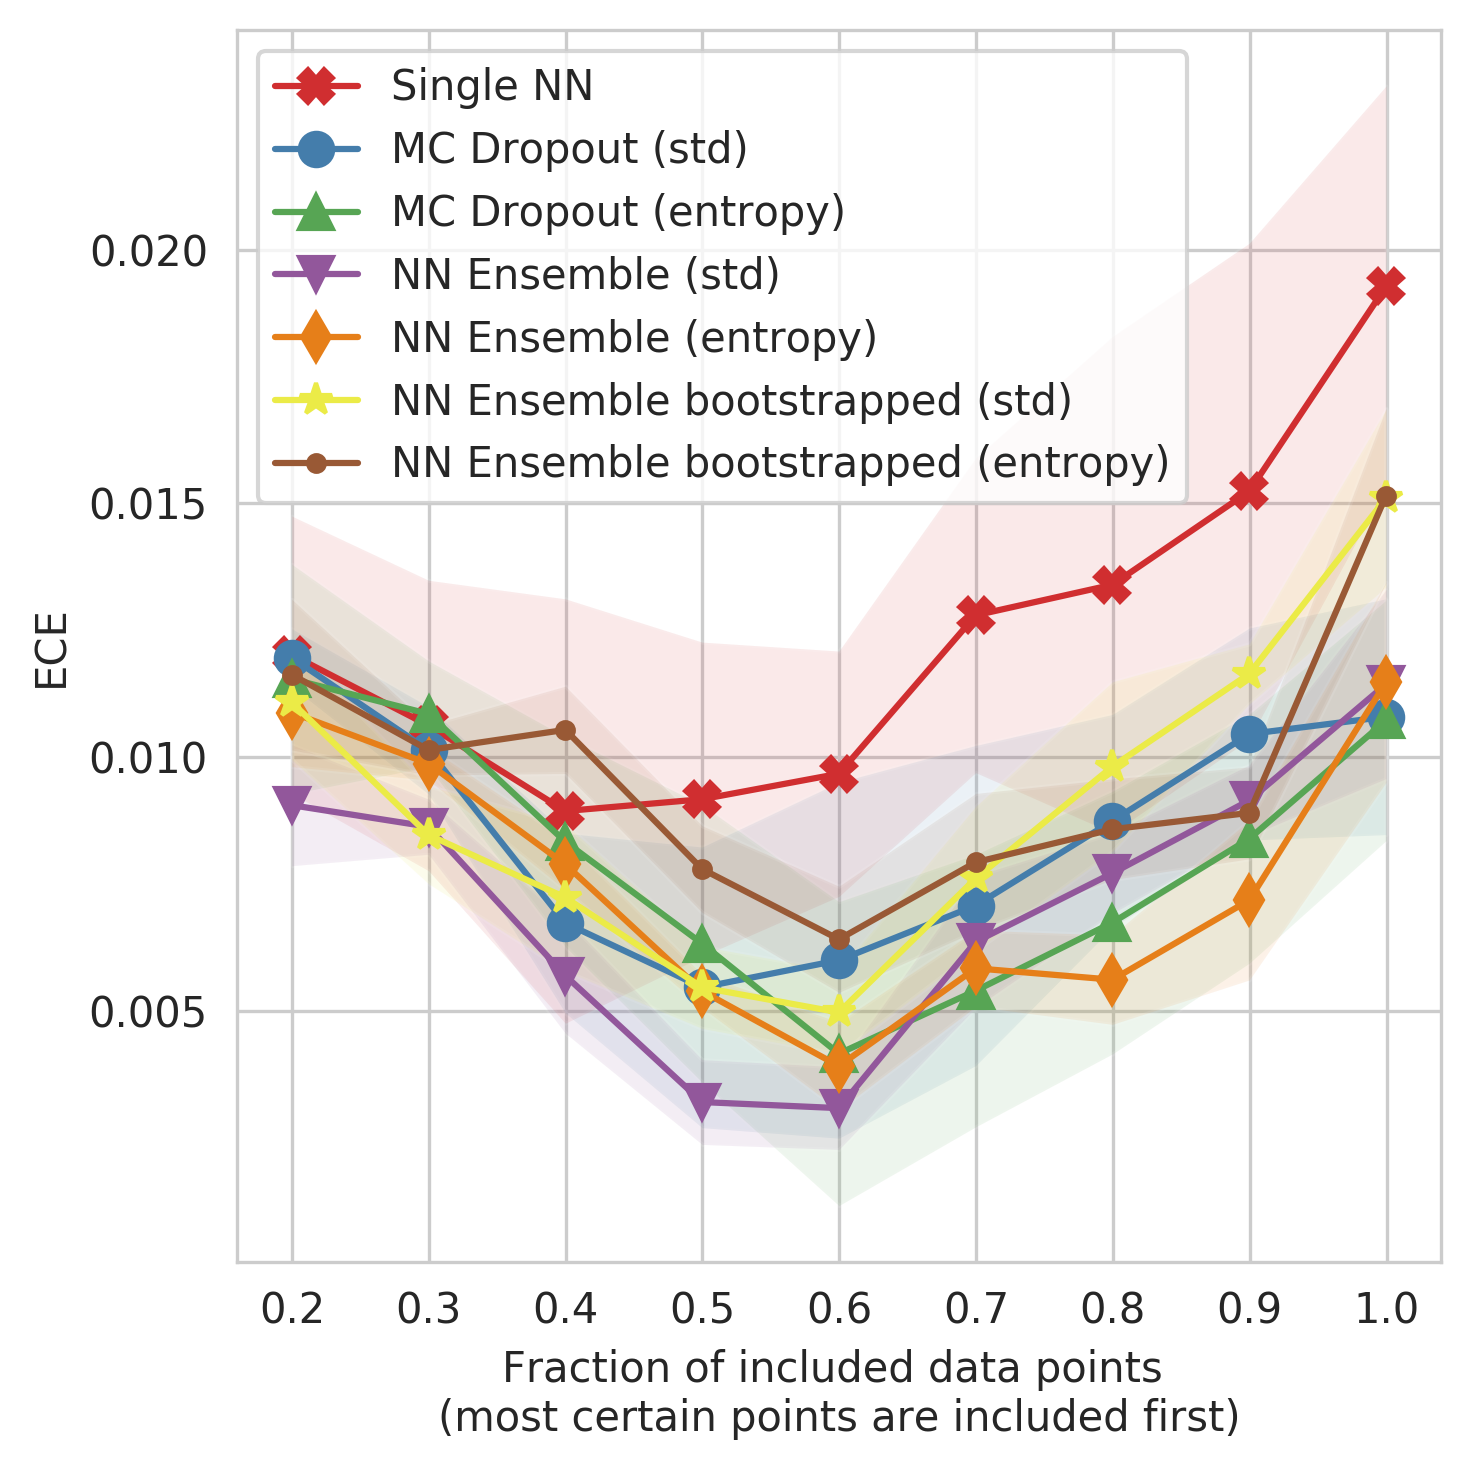 Single NN
MC Dropout (std)
MC Dropout (entropy)
NN Ensemble (std)
NN Ensemble (entropy)
NN Ensemble bootstrapped (std)
NN Ensemble bootstrapped (entropy)
0.020
0.015
0.010
0.005
ECE
0.2 0.3 0.4 0.5 0.6 0.7 0.8 0.9 1.0
Fraction of included data points
(most certain points are included first)